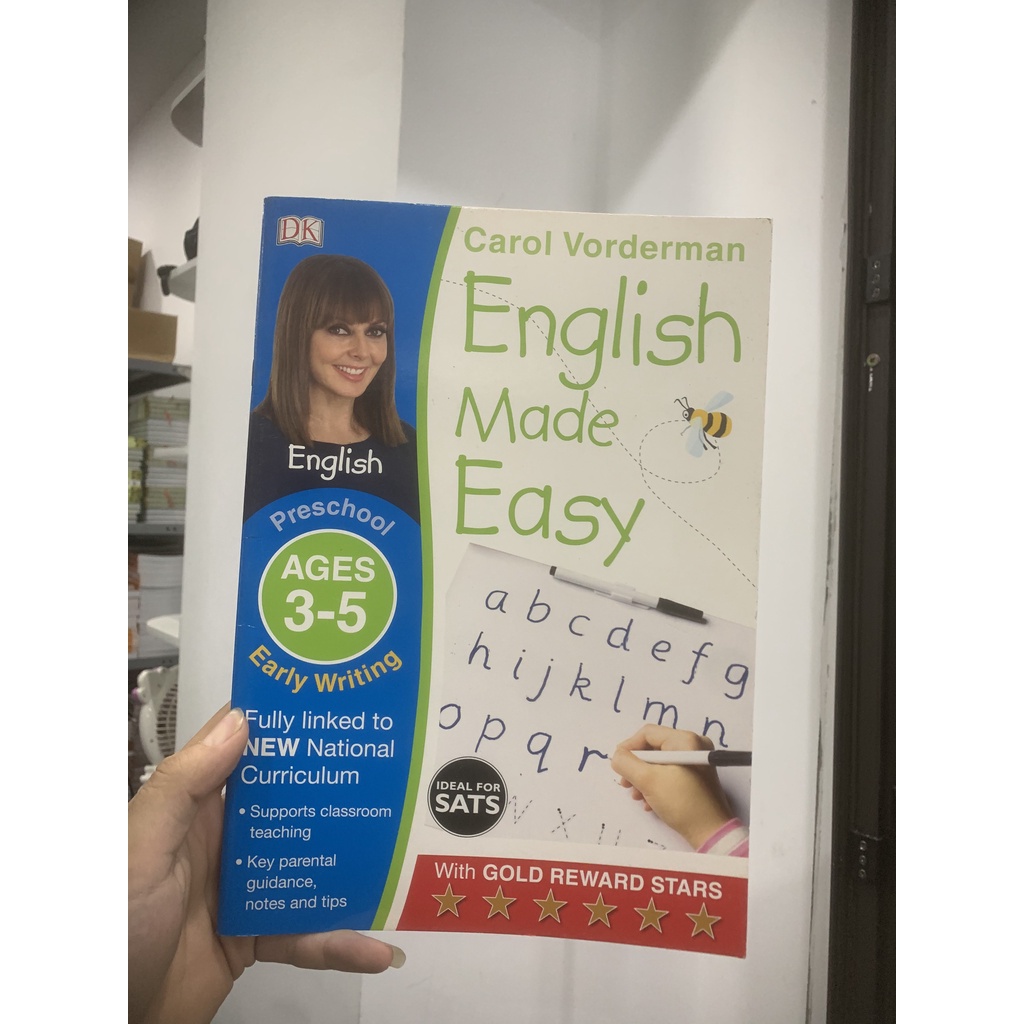 DK
Carol Vorderman
English
Made
Easy
English
Preschool
AGES
3-5
Early Writing
Fully linked to
NEW National
Curriculum
• Supports classroom
teaching
• Key parental
guidance,
notes and tips
a b c d e f g
h i j k l m n
o p q r
IDEAL FOR
SATS
With GOLD REWARD STARS